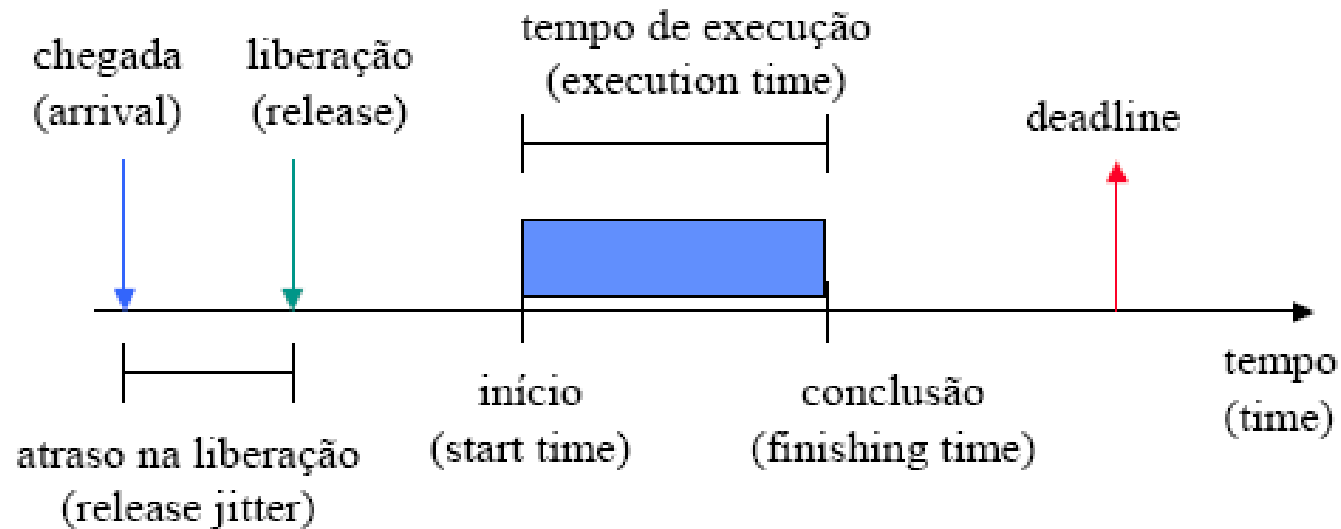 chegada
(arrival)
liberação
(release)
tempo de execução
(execution time)
deadline
atraso na liberação
(release jitter)
início
(start time)
conclusão
(finishing time)
tempo
(time)